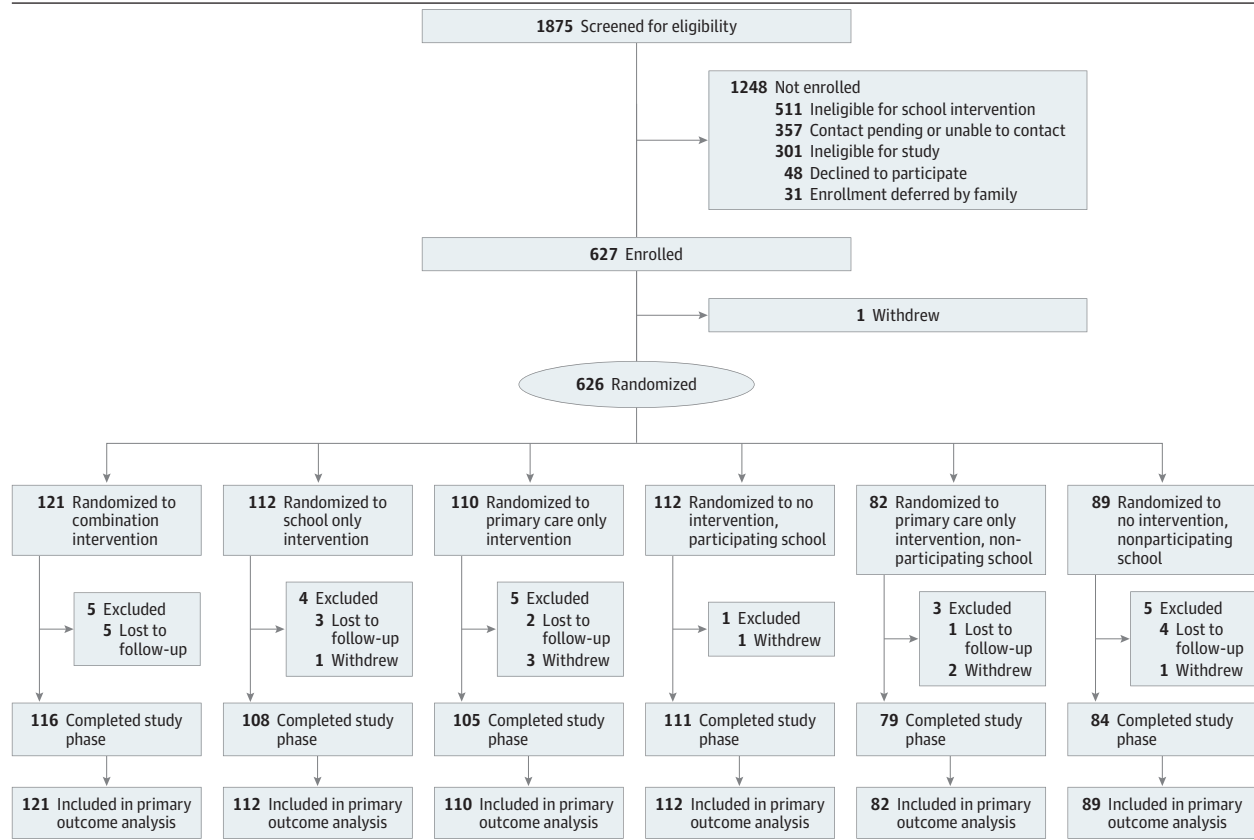 1875 Screened for eligibility
1248 Not enrolled
511 Ineligible for school intervention
357 Contact pending or unable to contact
301 Ineligible for study
48 Declined to participate
31 Enrollment deferred by family
627 Enrolled
1 Withdrew
626 Randomized
121 Randomized to
combination
intervention
112 Randomized to
school only
intervention
110 Randomized to
primary care only
intervention
112 Randomized to no
intervention,
participating school
82 Randomized to
primary care only
intervention, non-
participating school
89 Randomized to
no intervention,
nonparticipating
school
5 Excluded
5 Lost to
follow-up
4 Excluded
3 Lost to
follow-up
1 Withdrew
5 Excluded
2 Lost to
follow-up
3 Withdrew
1 Excluded
1 Withdrew
3 Excluded
1 Lost to
follow-up
2 Withdrew
5 Excluded
4 Lost to
follow-up
1 Withdrew
116 Completed study
phase
108 Completed study
phase
105 Completed study
phase
111 Completed study
phase
79 Completed study
phase
84 Completed study
phase
121 Included in primary
outcome analysis
112 Included in primary
outcome analysis
110 Included in primary
outcome analysis
112 Included in primary
outcome analysis
82 Included in primary
outcome analysis
89 Included in primary
outcome analysis